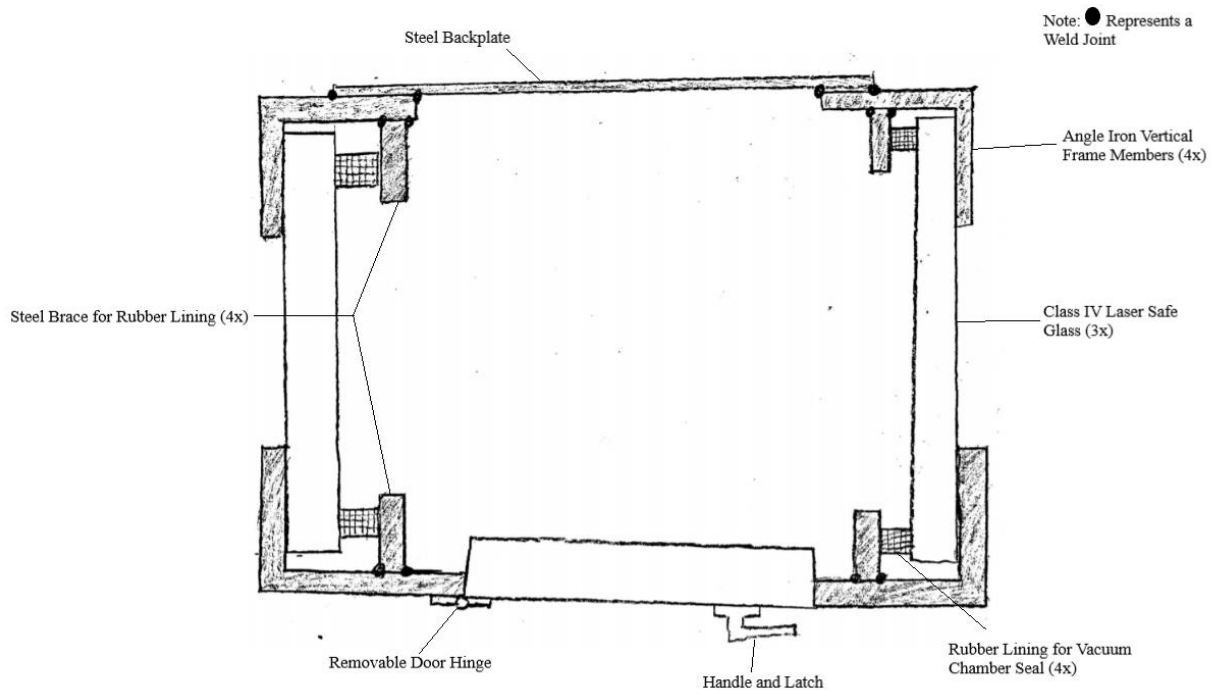 Note: ● Represents a
Weld Joint
Steel Backplate
Angle Iron Vertical
Frame Members (4x)
Steel Brace for Rubber Lining (4x)
Class IV Laser Safe
Glass (3x)
Removable Door Hinge
Handle and Latch
Rubber Lining for Vacuum
Chamber Seal (4x)